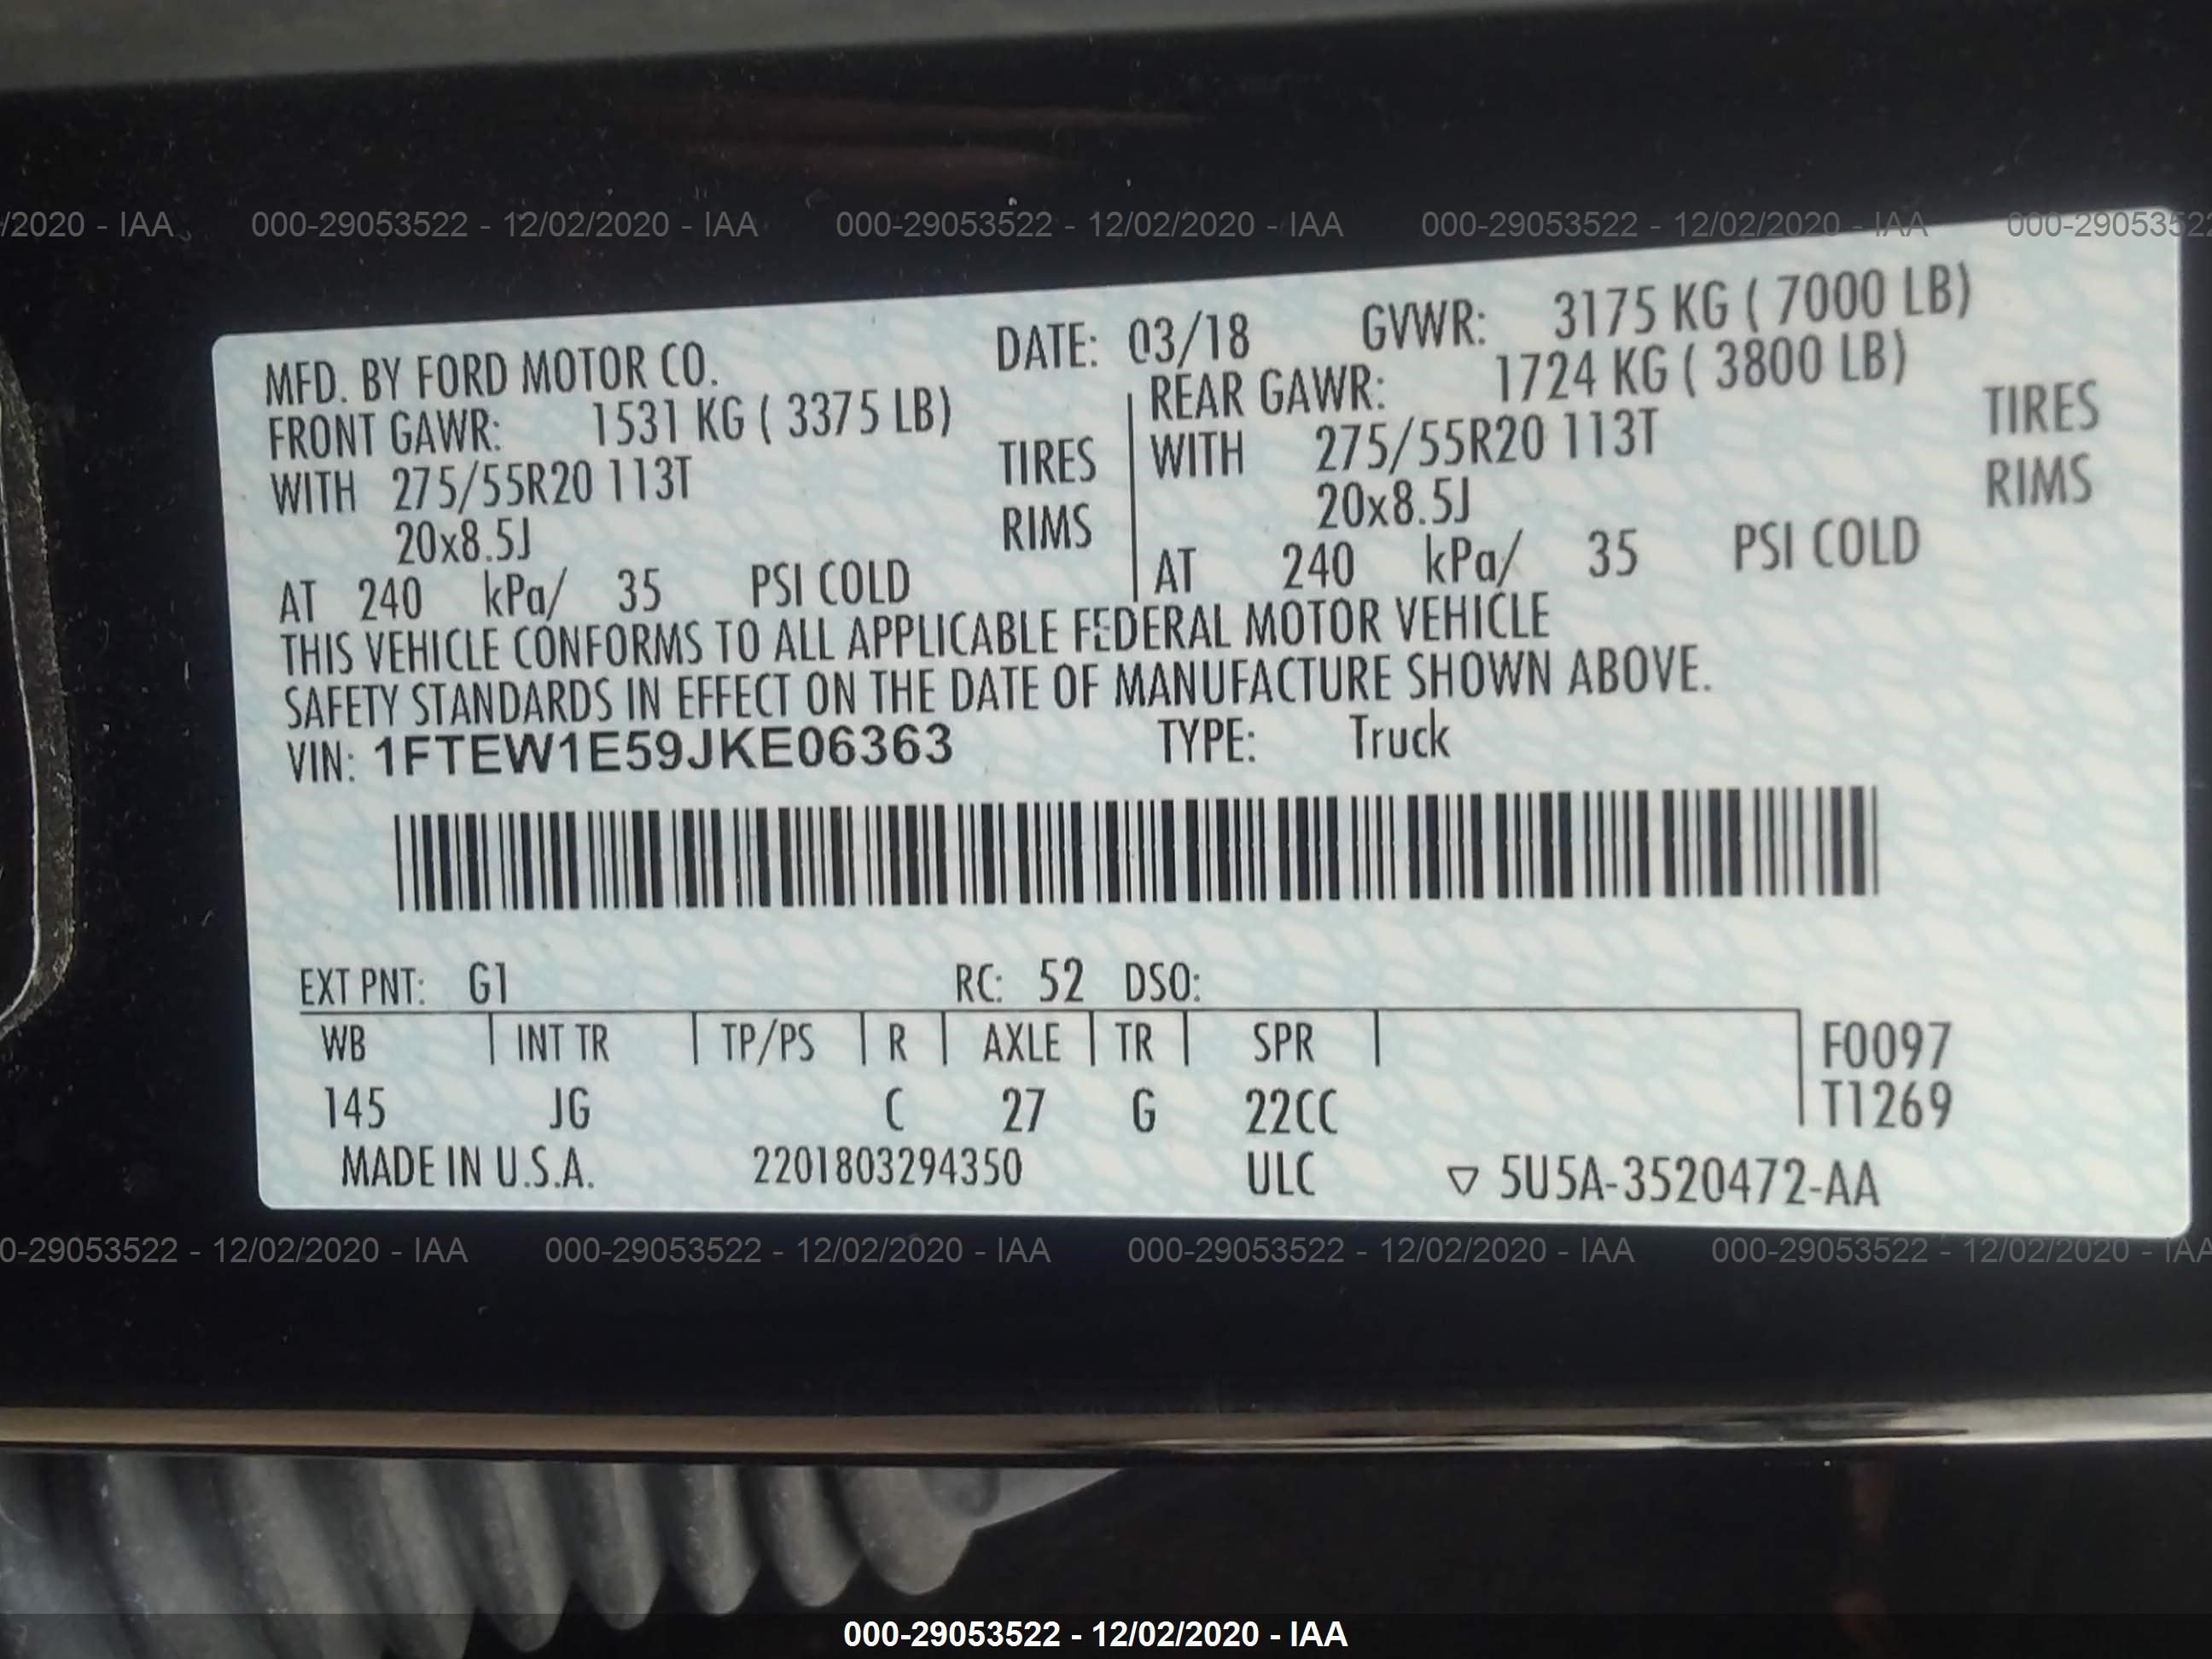 /2020 - IAA 000-29053522 - 12/02/2020 - IAA 000-29053522 - 12/02/2020 - IAA 000-29053522 - 12/02/2020 - IAA 000-2905352
MFD. BY FORD MOTOR CO. DATE: 03/18 GVWR: 3175 KG ( 7000 LB)
FRONT GAWR: 1531 KG ( 3375 LB) REAR GAWR: 1724 KG ( 3800 LB)
WITH 275/55R20 113T TIRES WITH 275/55R20 113T TIRES
20x8.5J RIMS 20x8.5J RIMS
AT 240 kPa/ 35 PSI COLD AT 240 kPa/ 35 PSI COLD
THIS VEHICLE CONFORMS TO ALL APPLICABLE FEDERAL MOTOR VEHICLE
SAFETY STANDARDS IN EFFECT ON THE DATE OF MANUFACTURE SHOWN ABOVE.
VIN: 1FTEW1E59JKE06363 TYPE: Truck
EXT PNT: G1 RC: 52 DSO:
WB INT TR TP/PS R AXLE TR SPR F0097
145 JG C 27 G 22CC T1269
MADE IN U.S.A. 2201803294350 ULC ▽ 5U5A-3520472-AA
0-29053522 - 12/02/2020 - IAA 000-29053522 - 12/02/2020 - IAA 000-29053522 - 12/02/2020 - IAA 000-29053522 - 12/02/2020 - IAA
000-29053522 - 12/02/2020 - IAA